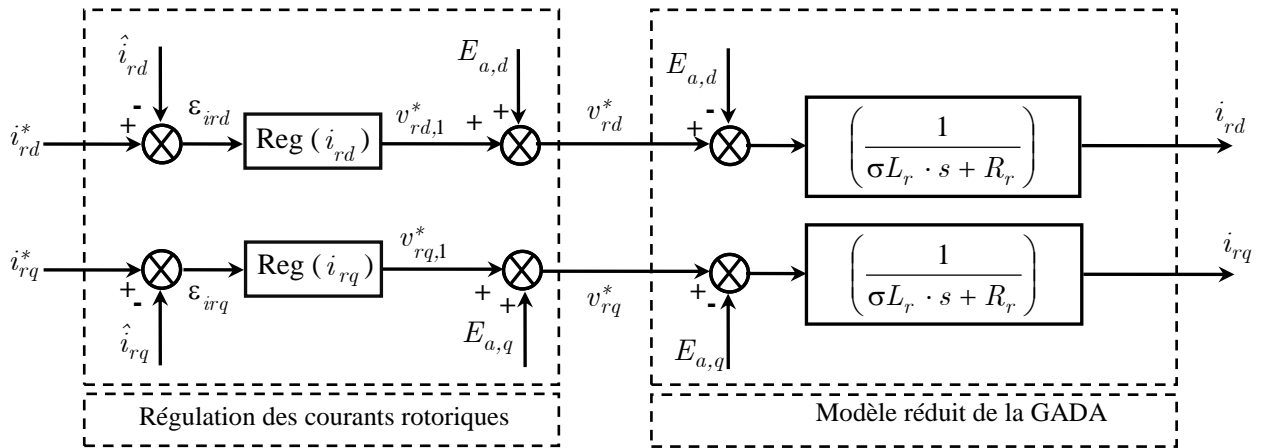 î_rd
E_a,d
E_a,d
- ε_ird v*_rd,1 + v*_rd - i_rd
i*_rd + Reg (i_rd) + + (1 / (σL_r · s + R_r))
i*_rq Reg (i_rq) v*_rq,1 (1 / (σL_r · s + R_r)) i_rq
+ - ε_irq + + v*_rq + -
î_rq E_a,q E_a,q
Régulation des courants rotoriques
Modèle réduit de la GADA